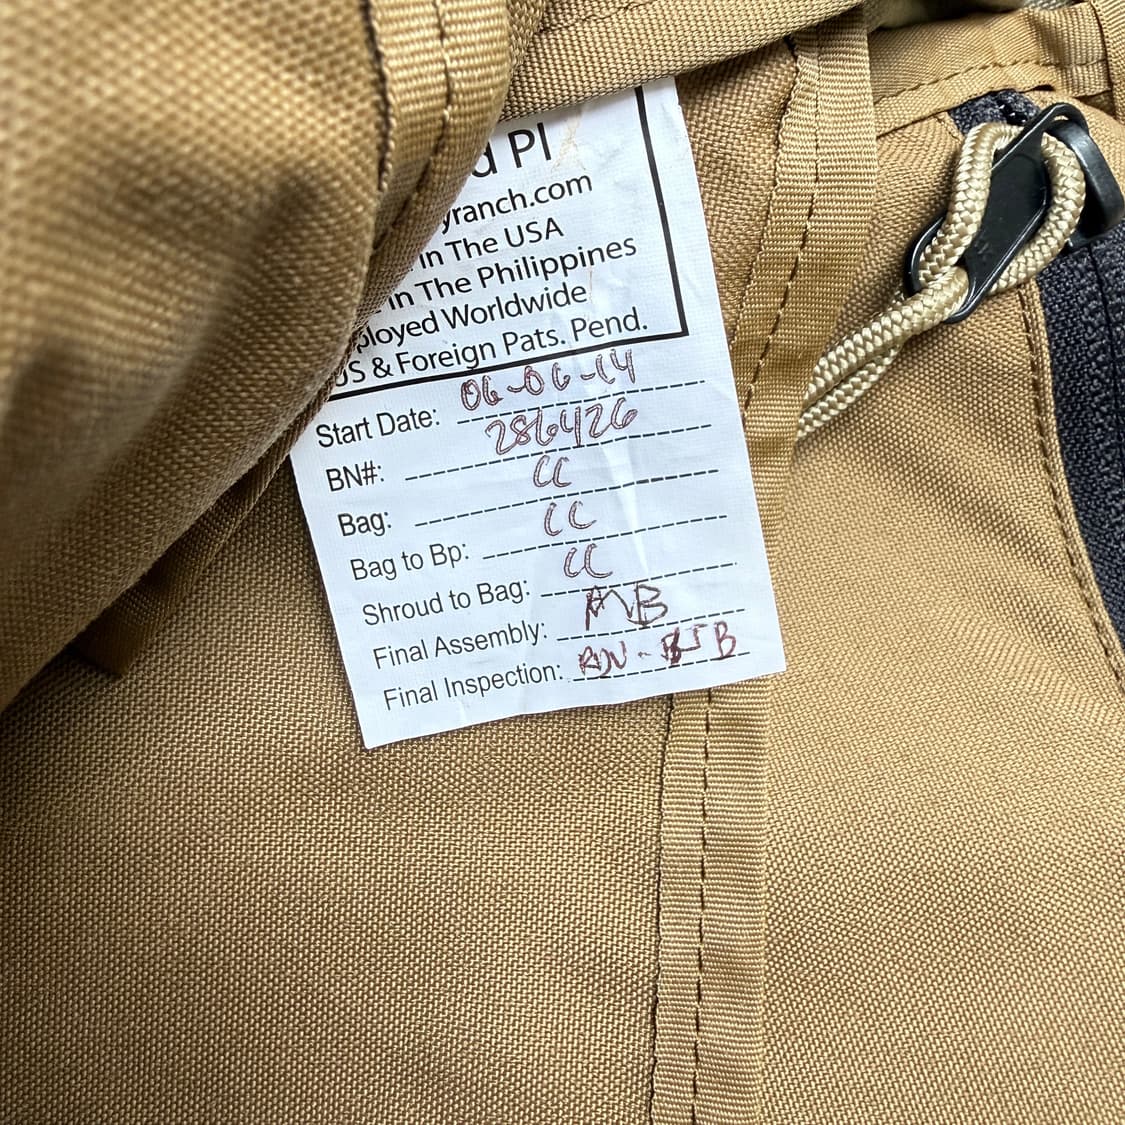 d Pl
yranch.com
in The USA
in The Philippines
ployed Worldwide
US & Foreign Pats. Pend.
Start Date: 06-06-14
BN#: 286426
Bag: CC
Bag to Bp: CC
Shroud to Bag: CC
Final Assembly: MB
Final Inspection: